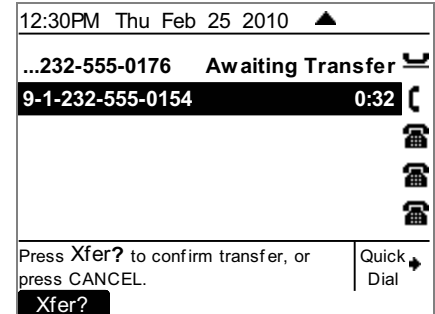 12:30PM Thu Feb 25 2010
...232-555-0176 Awaiting Transfer
9-1-232-555-0154 0:32
Press Xfer? to confirm transfer, or
press CANCEL.
Quick
Dial
Xfer?